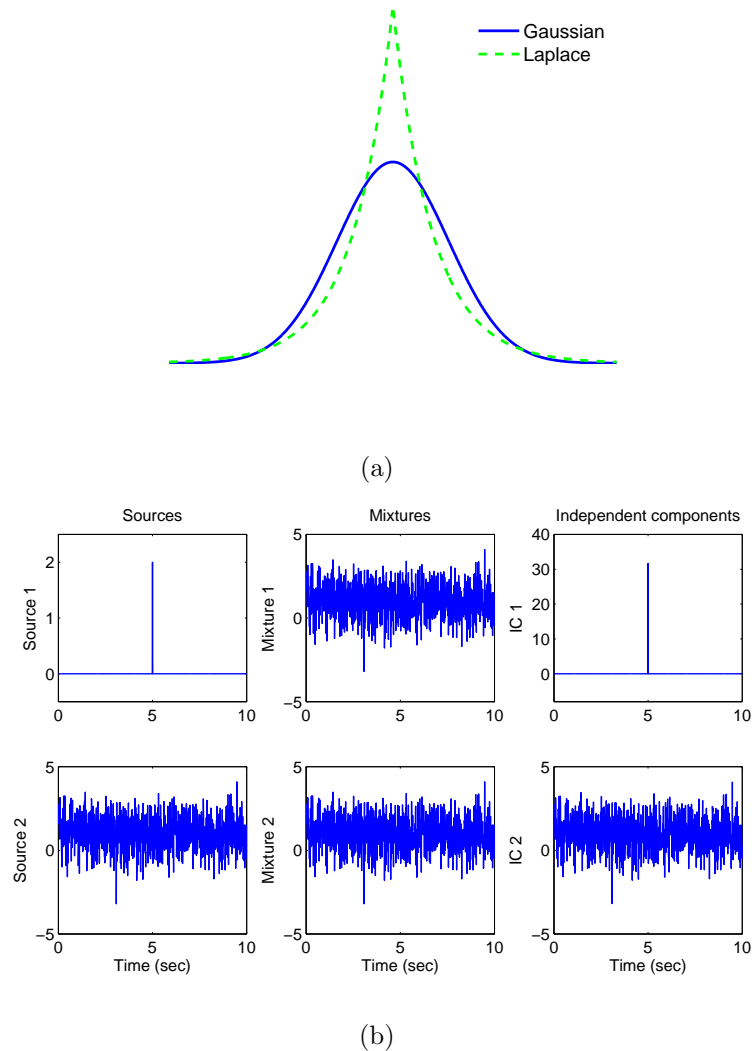 Gaussian
Laplace
(a)
Sources
Mixtures
Independent components
Source 1
2
1
0
0
5
10
Mixture 1
5
0
−5
0
5
10
IC 1
40
30
20
10
0
0
5
10
Source 2
5
0
−5
0
5
10
Time (sec)
Mixture 2
5
0
−5
0
5
10
Time (sec)
IC 2
5
0
−5
0
5
10
Time (sec)
(b)